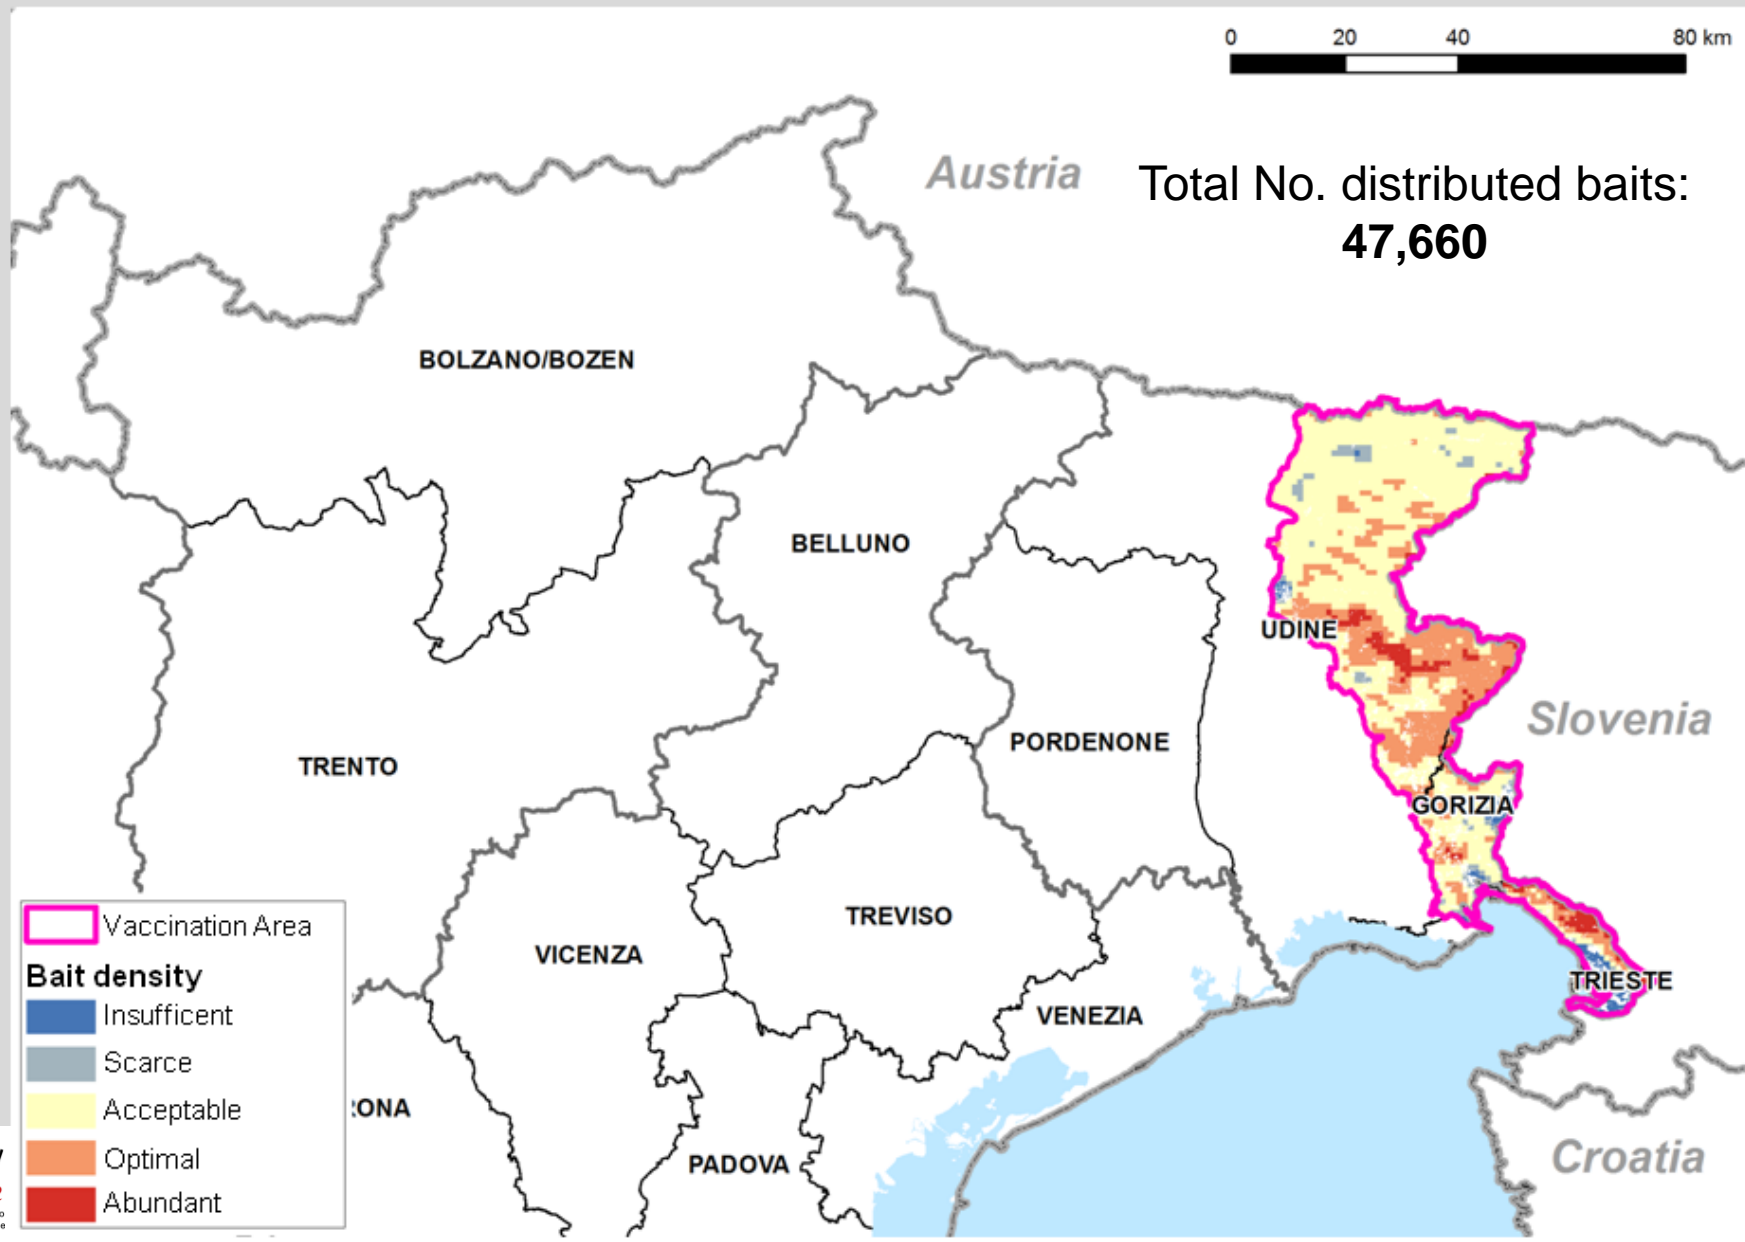 0 20 40 80 km
Austria
Total No. distributed baits:
47,660
BOLZANO/BOZEN
BELLUNO
UDINE
Slovenia
PORDENONE
TRENTO
GORIZIA
TREVISO
VICENZA
TRIESTE
VENEZIA
RONA
PADOVA
Croatia
Vaccination Area
Bait density
Insufficent
Scarce
Acceptable
Optimal
Abundant